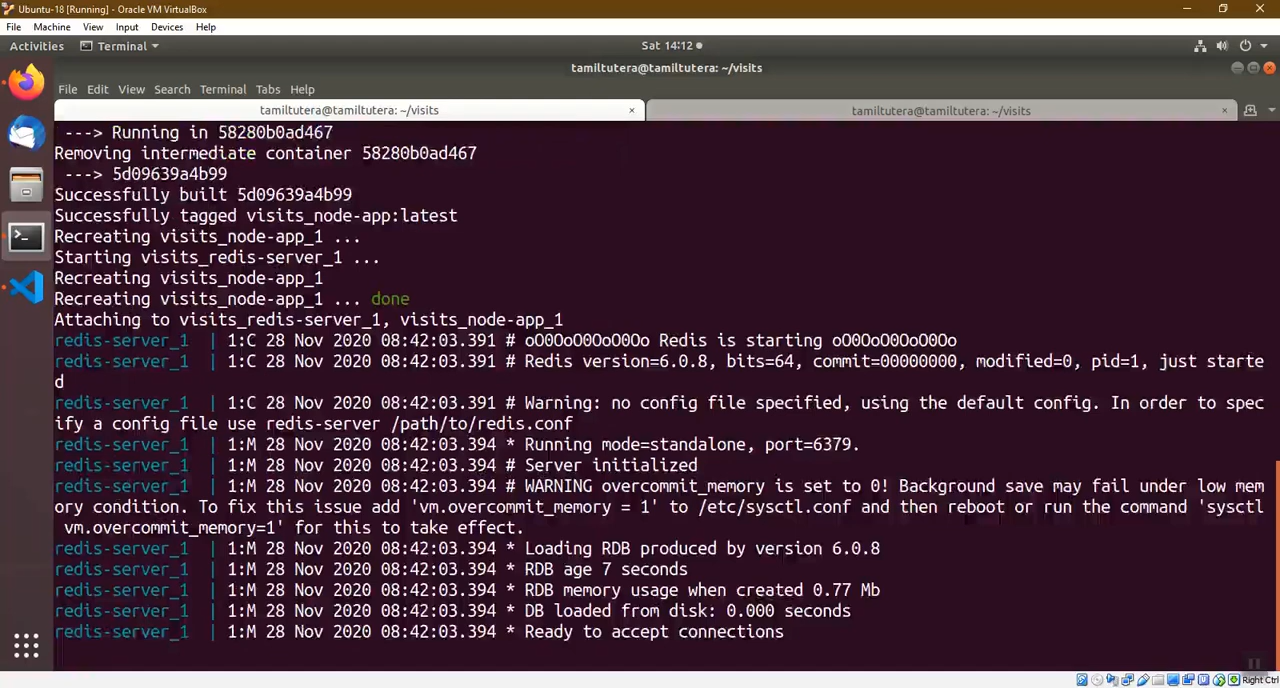 Ubuntu-18 [Running] - Oracle VM VirtualBox
File Machine View Input Devices Help
Activities Terminal Sat 14:12
tamiltutera@tamiltutera: ~/visits
File Edit View Search Terminal Tabs Help
tamiltutera@tamiltutera: ~/visits × tamiltutera@tamiltutera: ~/visits ×
---> Running in 58280b0ad467
Removing intermediate container 58280b0ad467
---> 5d09639a4b99
Successfully built 5d09639a4b99
Successfully tagged visits_node-app:latest
Recreating visits_node-app_1 ...
Starting visits_redis-server_1 ...
Recreating visits_node-app_1
Recreating visits_node-app_1 ... done
Attaching to visits_redis-server_1, visits_node-app_1
redis-server_1 | 1:C 28 Nov 2020 08:42:03.391 # oO0OoO0OoO0Oo Redis is starting oO0OoO0OoO0Oo
redis-server_1 | 1:C 28 Nov 2020 08:42:03.391 # Redis version=6.0.8, bits=64, commit=00000000, modified=0, pid=1, just starte
d
redis-server_1 | 1:C 28 Nov 2020 08:42:03.391 # Warning: no config file specified, using the default config. In order to spec
ify a config file use redis-server /path/to/redis.conf
redis-server_1 | 1:M 28 Nov 2020 08:42:03.394 * Running mode=standalone, port=6379.
redis-server_1 | 1:M 28 Nov 2020 08:42:03.394 # Server initialized
redis-server_1 | 1:M 28 Nov 2020 08:42:03.394 # WARNING overcommit_memory is set to 0! Background save may fail under low mem
ory condition. To fix this issue add 'vm.overcommit_memory = 1' to /etc/sysctl.conf and then reboot or run the command 'sysctl
vm.overcommit_memory=1' for this to take effect.
redis-server_1 | 1:M 28 Nov 2020 08:42:03.394 * Loading RDB produced by version 6.0.8
redis-server_1 | 1:M 28 Nov 2020 08:42:03.394 * RDB age 7 seconds
redis-server_1 | 1:M 28 Nov 2020 08:42:03.394 * RDB memory usage when created 0.77 Mb
redis-server_1 | 1:M 28 Nov 2020 08:42:03.394 * DB loaded from disk: 0.000 seconds
redis-server_1 | 1:M 28 Nov 2020 08:42:03.394 * Ready to accept connections
Right Ctrl